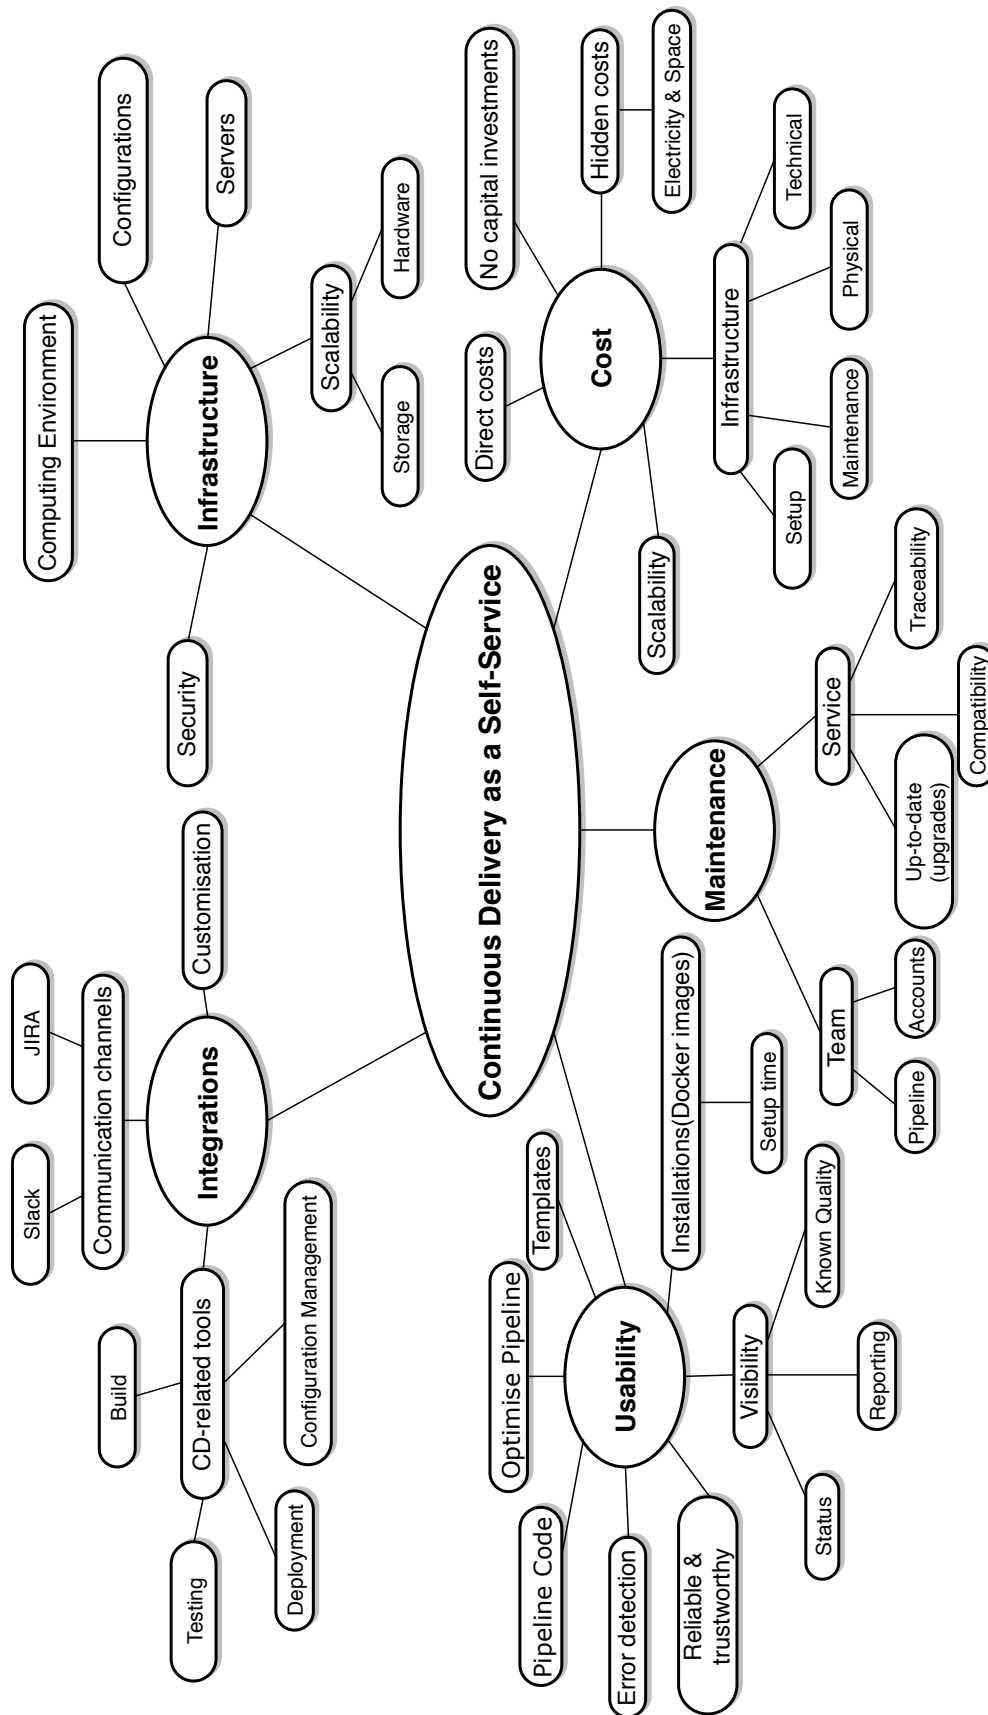 Slack
JIRA
Communication channels
Build
Testing
CD-related tools
Integrations
Customisation
Deployment
Configuration Management
Security
Computing Environment
Configurations
Infrastructure
Servers
Scalability
Storage
Hardware
Continuous Delivery as a Self-Service
Pipeline Code
Optimise Pipeline
Templates
Usability
Error detection
Reliable &
trustworthy
Installations(Docker images)
Setup time
Visibility
Status
Reporting
Known Quality
Maintenance
Team
Pipeline
Accounts
Service
Up-to-date
(upgrades)
Compatibility
Traceability
Direct costs
No capital investments
Cost
Hidden costs
Electricity & Space
Scalability
Infrastructure
Setup
Maintenance
Physical
Technical